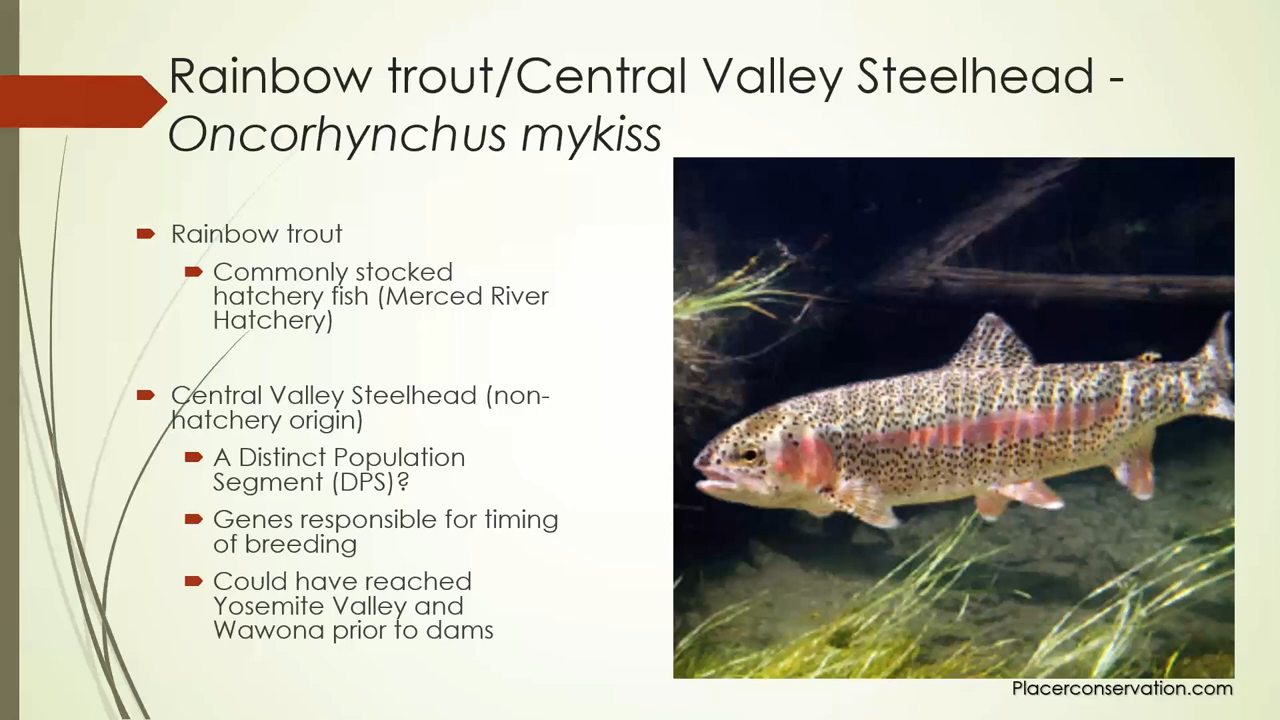 Rainbow trout/Central Valley Steelhead -
Oncorhynchus mykiss
Rainbow trout
Commonly stocked
hatchery fish (Merced River
Hatchery)
Central Valley Steelhead (non-
hatchery origin)
A Distinct Population
Segment (DPS)?
Genes responsible for timing
of breeding
Could have reached
Yosemite Valley and
Wawona prior to dams
Placerconservation.com